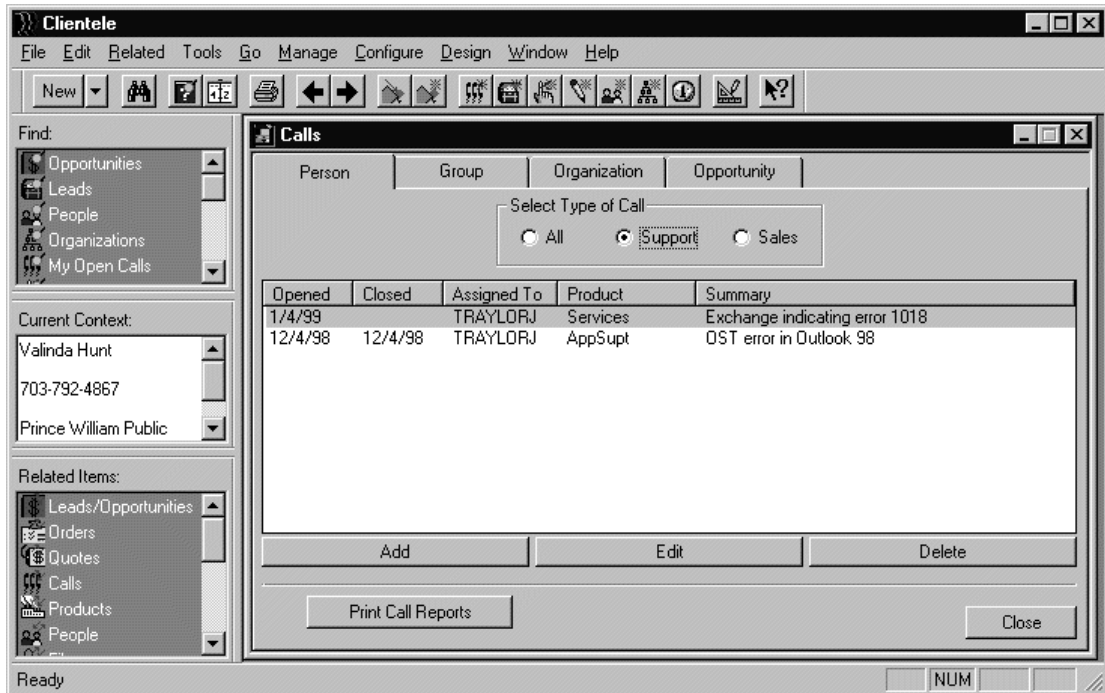 Clientele
File Edit Related Tools Go Manage Configure Design Window Help
New
Find:
Opportunities
Leads
People
Organizations
My Open Calls
Current Context:
Valinda Hunt
703-792-4867
Prince William Public
Related Items:
Leads/Opportunities
Orders
Quotes
Calls
Products
People
Calls
Person Group Organization Opportunity
Select Type of Call
All Support Sales
Opened Closed Assigned To Product Summary
1/4/99 TRAYLORJ Services Exchange indicating error 1018
12/4/98 12/4/98 TRAYLORJ AppSupt OST error in Outlook 98
Add Edit Delete
Print Call Reports
Close
Ready NUM